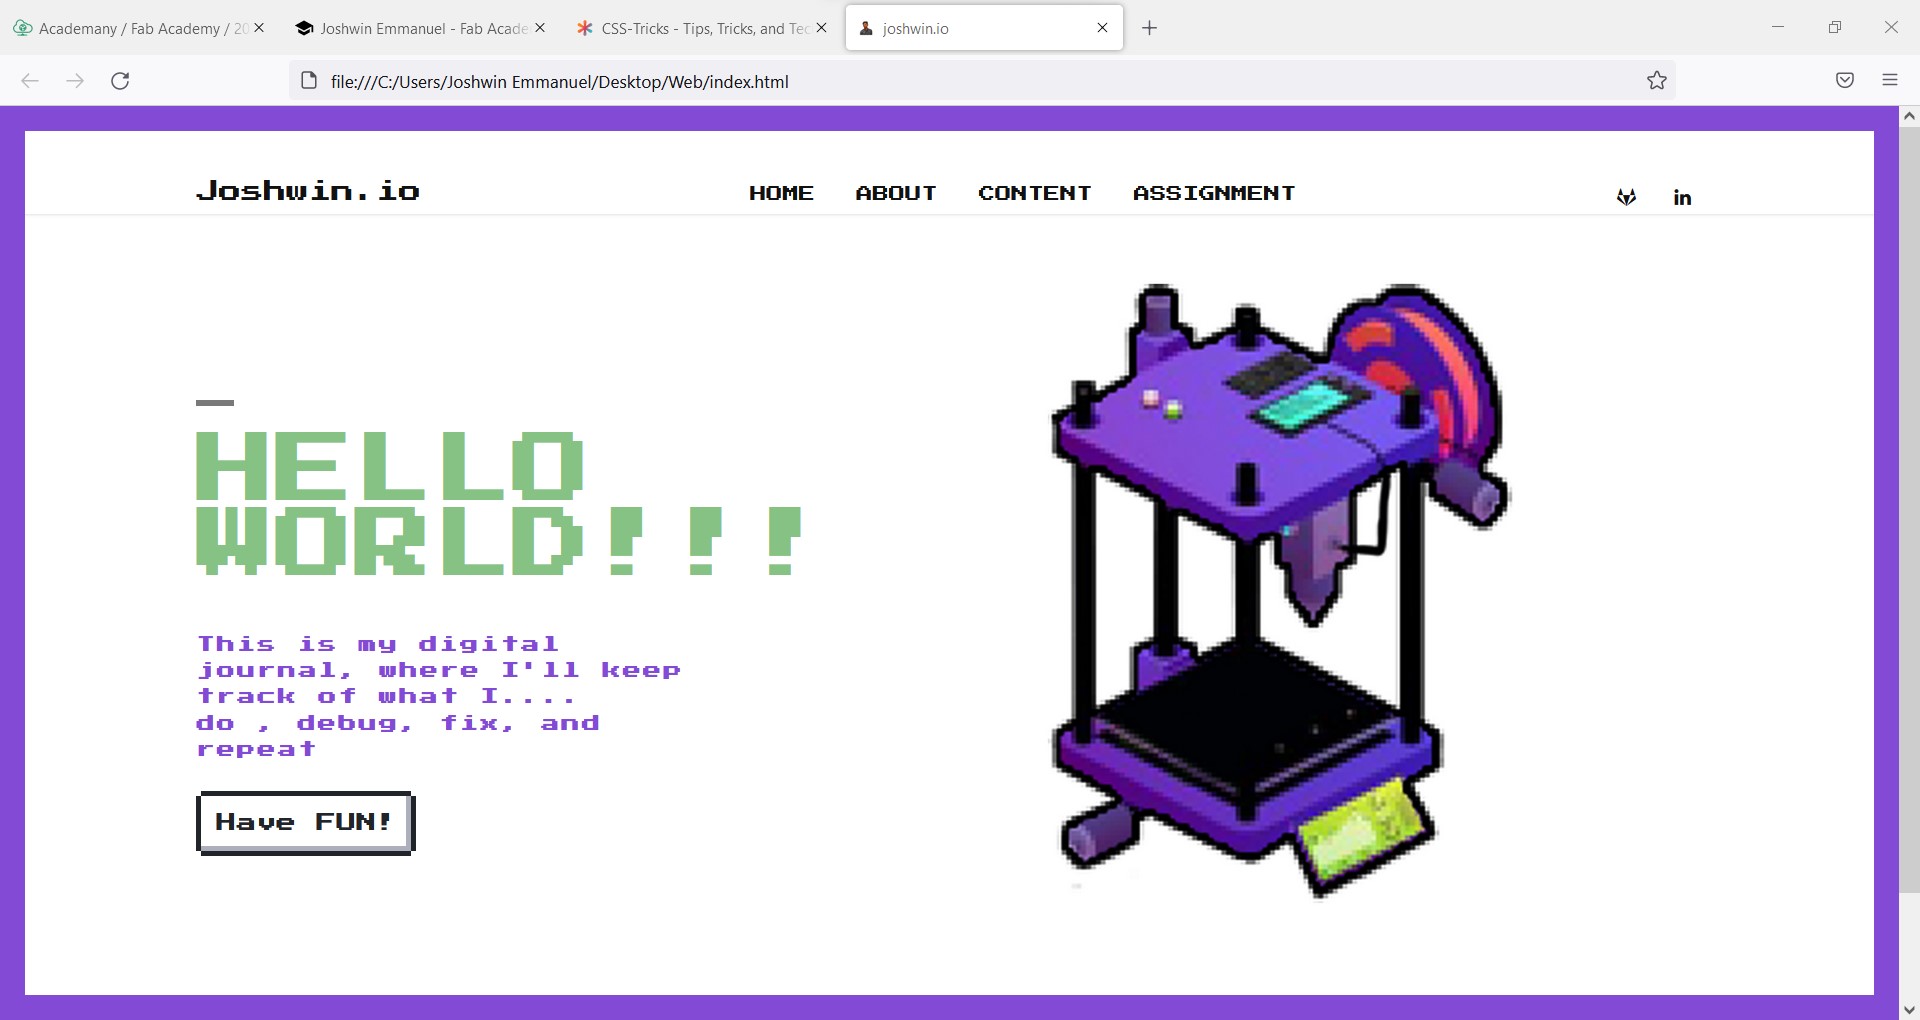 Academany / Fab Academy / 20
Joshwin Emmanuel - Fab Acade
CSS-Tricks - Tips, Tricks, and Tec
joshwin.io
file:///C:/Users/Joshwin Emmanuel/Desktop/Web/index.html
Joshwin.io
HOME ABOUT CONTENT ASSIGNMENT
in
HELLO
WORLD!!!
This is my digital
journal, where I'll keep
track of what I....
do , debug, fix, and
repeat
Have FUN!